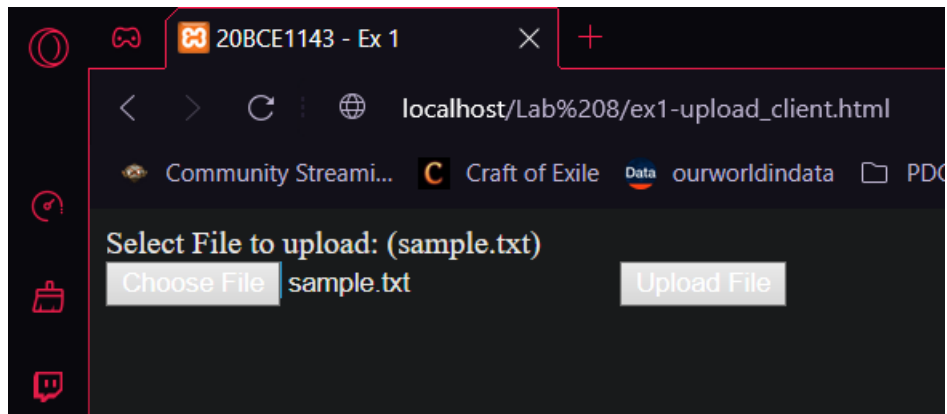 20BCE1143 - Ex 1
localhost/Lab%208/ex1-upload_client.html
Community Streami... C Craft of Exile Data ourworldindata PDC
Select File to upload: (sample.txt)
Choose File sample.txt Upload File